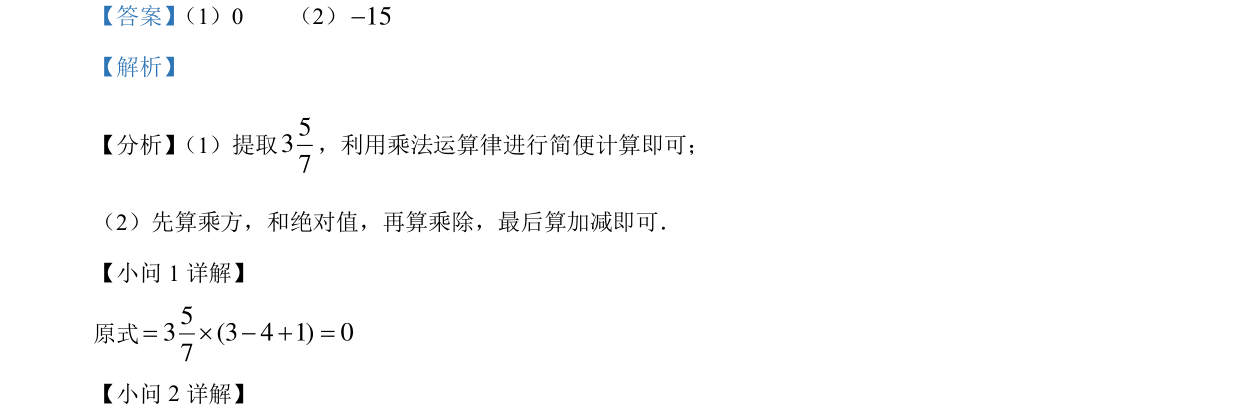 【答案】（1）0　　（2）−15
【解析】
【分析】（1）提取3 5/7，利用乘法运算律进行简便计算即可；
（2）先算乘方，和绝对值，再算乘除，最后算加减即可．
【小问 1 详解】
原式＝3 5/7×(3−4+1)=0
【小问 2 详解】